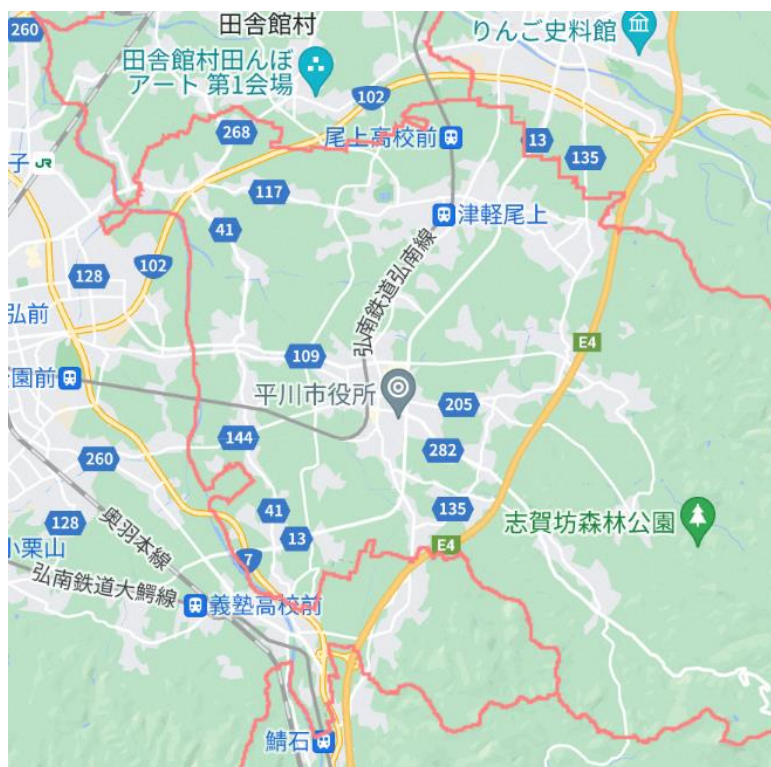 260
田舎館村
りんご史料館
田舎館村田んぼ
アート 第1会場
102
268
尾上高校前
13
135
子 JR
117
津軽尾上
41
128
102
弘南鉄道弘南線
弘前
109
E4
園前
平川市役所
205
144
282
260
41
135
志賀坊森林公園
128
奥羽本線
13
小栗山
7
E4
弘南鉄道大鰐線
義塾高校前
鯖石